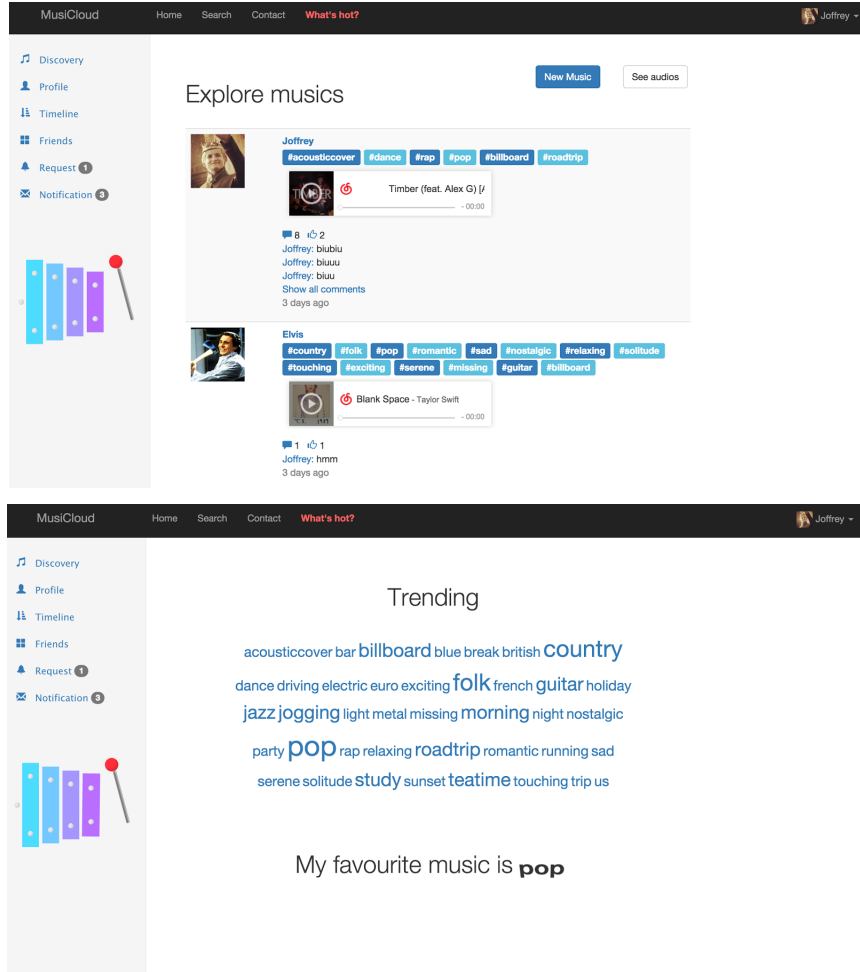 MusiCloud Home Search Contact What's hot? Joffrey
Discovery
Profile
Timeline
Friends
Request 1
Notification 3
Explore musics
New Music See audios
Joffrey
#acousticcover #dance #rap #pop #billboard #roadtrip
TIMBER
Timber (feat. Alex G) [
- 00:00
8 2
Joffrey: biubiu
Joffrey: biuuu
Joffrey: biuu
Show all comments
3 days ago
Elvis
#country #folk #pop #romantic #sad #nostalgic #relaxing #solitude
#touching #exciting #serene #missing #guitar #billboard
Blank Space - Taylor Swift
- 00:00
1 1
Joffrey: hmm
3 days ago
MusiCloud Home Search Contact What's hot? Joffrey
Discovery
Profile
Timeline
Friends
Request 1
Notification 3
Trending
acousticcover bar billboard blue break british country
dance driving electric euro exciting folk french guitar holiday
jazz jogging light metal missing morning night nostalgic
party pop rap relaxing roadtrip romantic running sad
serene solitude study sunset teatime touching trip us
My favourite music is pop